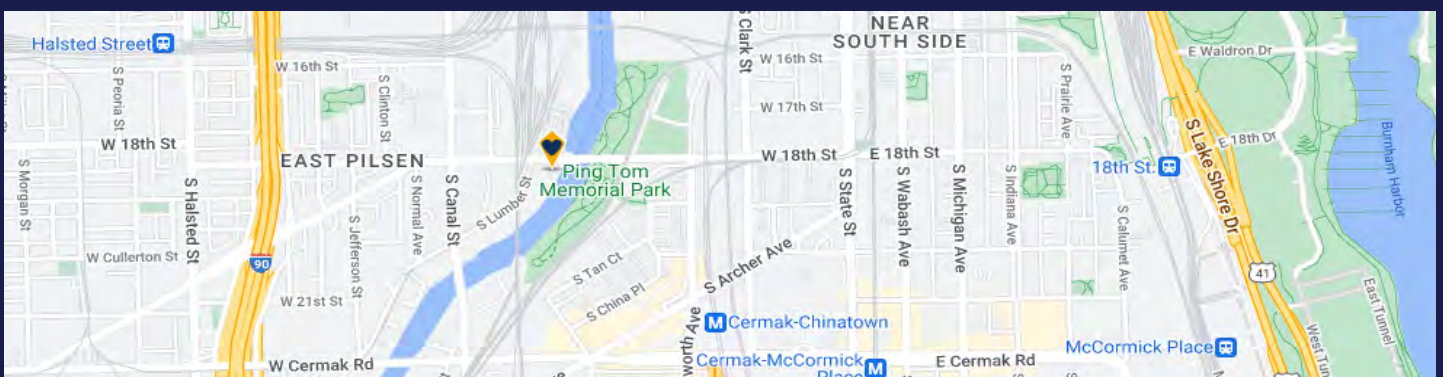 Halsted Street
S Peoria St
S Morgan St
W 18th St
S Halsted St
W Cullerton St
90
W 16th St
S Clinton St
EAST PILSEN
S Jefferson St
W 21st St
W Cermak Rd
S Normal Ave
S Canal St
S Lumber St
Ping Tom
Memorial Park
S Tan Ct
S China Pl
S Archer Ave
S Clark St
NEAR
SOUTH SIDE
W 16th St
W 17th St
W 18th St
E 18th St
S State St
S Wabash Ave
S Michigan Ave
S Indiana Ave
S Prairie Ave
S Calumet Ave
18th St.
S Lake Shore Dr
E Waldron Dr
E 18th Dr
Burnham Harbor
41
East Tunnel
West Tun
M Cermak-Chinatown
worth Ave
Cermak-McCormick
Place M
E Cermak Rd
McCormick Place